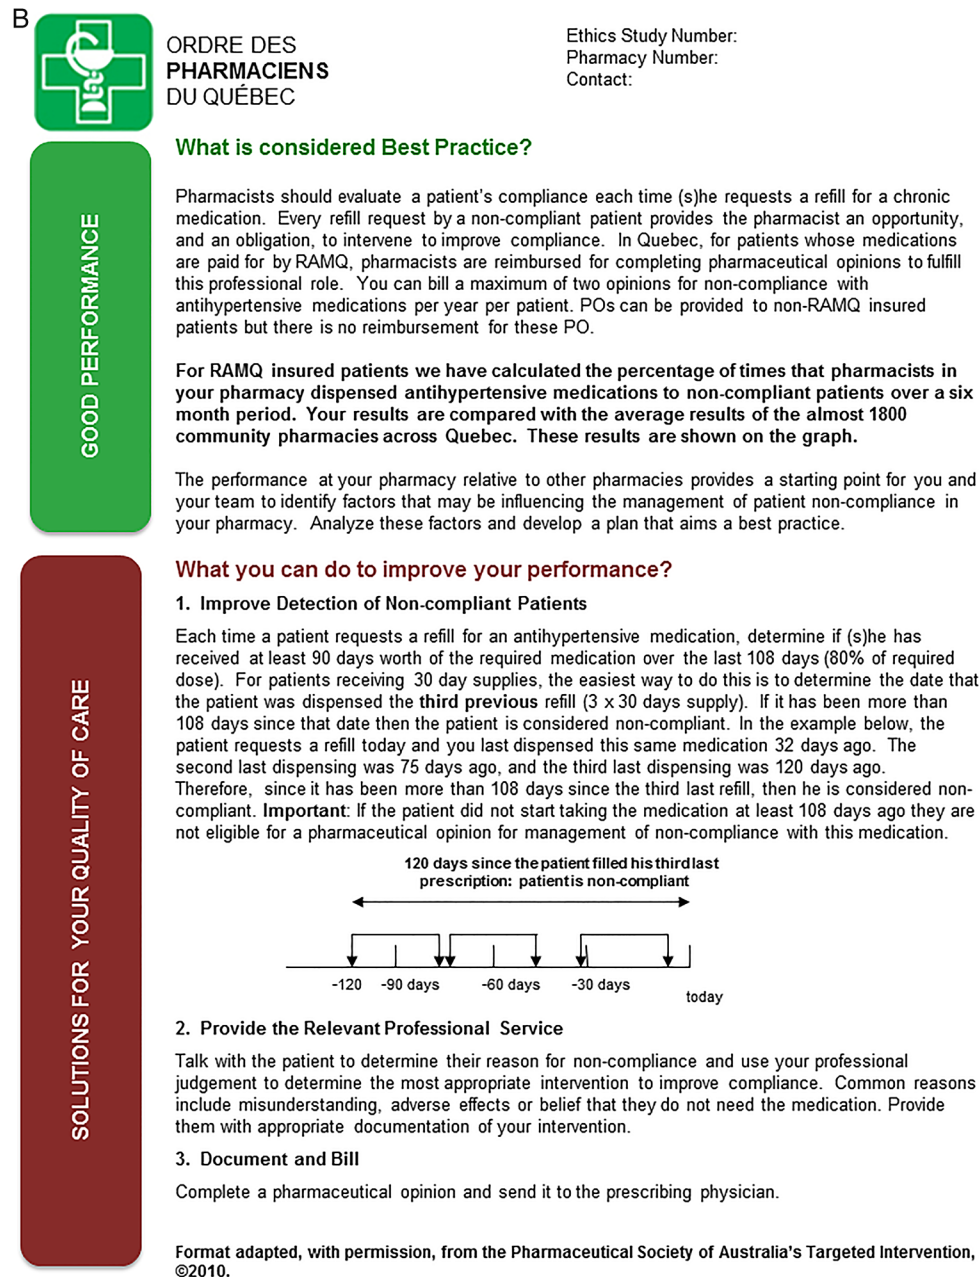 B
ORDRE DES
PHARMACIENS
DU QUÉBEC
Ethics Study Number:
Pharmacy Number:
Contact:
GOOD PERFORMANCE
What is considered Best Practice?
Pharmacists should evaluate a patient's compliance each time (s)he requests a refill for a chronic
medication. Every refill request by a non-compliant patient provides the pharmacist an opportunity,
and an obligation, to intervene to improve compliance. In Quebec, for patients whose medications
are paid for by RAMQ, pharmacists are reimbursed for completing pharmaceutical opinions to fulfill
this professional role. You can bill a maximum of two opinions for non-compliance with
antihypertensive medications per year per patient. POs can be provided to non-RAMQ insured
patients but there is no reimbursement for these PO.
For RAMQ insured patients we have calculated the percentage of times that pharmacists in
your pharmacy dispensed antihypertensive medications to non-compliant patients over a six
month period. Your results are compared with the average results of the almost 1800
community pharmacies across Quebec. These results are shown on the graph.
The performance at your pharmacy relative to other pharmacies provides a starting point for you and
your team to identify factors that may be influencing the management of patient non-compliance in
your pharmacy. Analyze these factors and develop a plan that aims a best practice.
SOLUTIONS FOR YOUR QUALITY OF CARE
What you can do to improve your performance?
1. Improve Detection of Non-compliant Patients
Each time a patient requests a refill for an antihypertensive medication, determine if (s)he has
received at least 90 days worth of the required medication over the last 108 days (80% of required
dose). For patients receiving 30 day supplies, the easiest way to do this is to determine the date that
the patient was dispensed the third previous refill (3 x 30 days supply). If it has been more than
108 days since that date then the patient is considered non-compliant. In the example below, the
patient requests a refill today and you last dispensed this same medication 32 days ago. The
second last dispensing was 75 days ago, and the third last dispensing was 120 days ago.
Therefore, since it has been more than 108 days since the third last refill, then he is considered non-
compliant. Important: If the patient did not start taking the medication at least 108 days ago they are
not eligible for a pharmaceutical opinion for management of non-compliance with this medication.
120 days since the patient filled his third last
prescription: patient is non-compliant
-120 -90 days -60 days -30 days
today
2. Provide the Relevant Professional Service
Talk with the patient to determine their reason for non-compliance and use your professional
judgement to determine the most appropriate intervention to improve compliance. Common reasons
include misunderstanding, adverse effects or belief that they do not need the medication. Provide
them with appropriate documentation of your intervention.
3. Document and Bill
Complete a pharmaceutical opinion and send it to the prescribing physician.
Format adapted, with permission, from the Pharmaceutical Society of Australia's Targeted Intervention,
©2010.